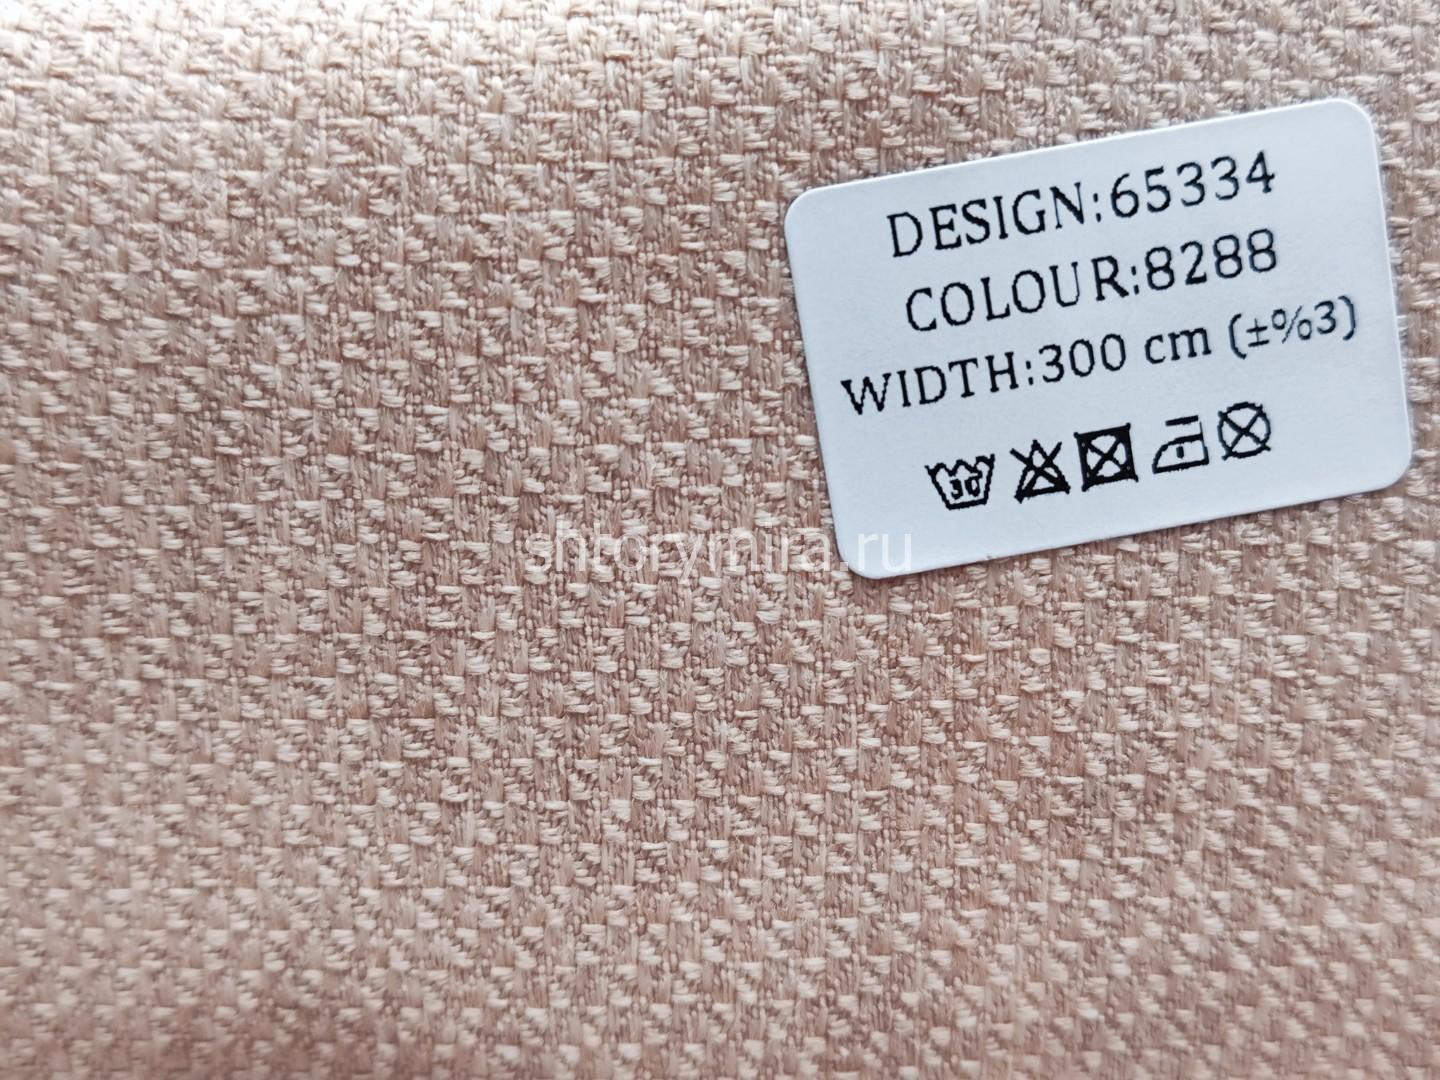 DESIGN:65334
COLOUR:8288
WIDTH:300 cm (±%3)
30
shtorymira.ru